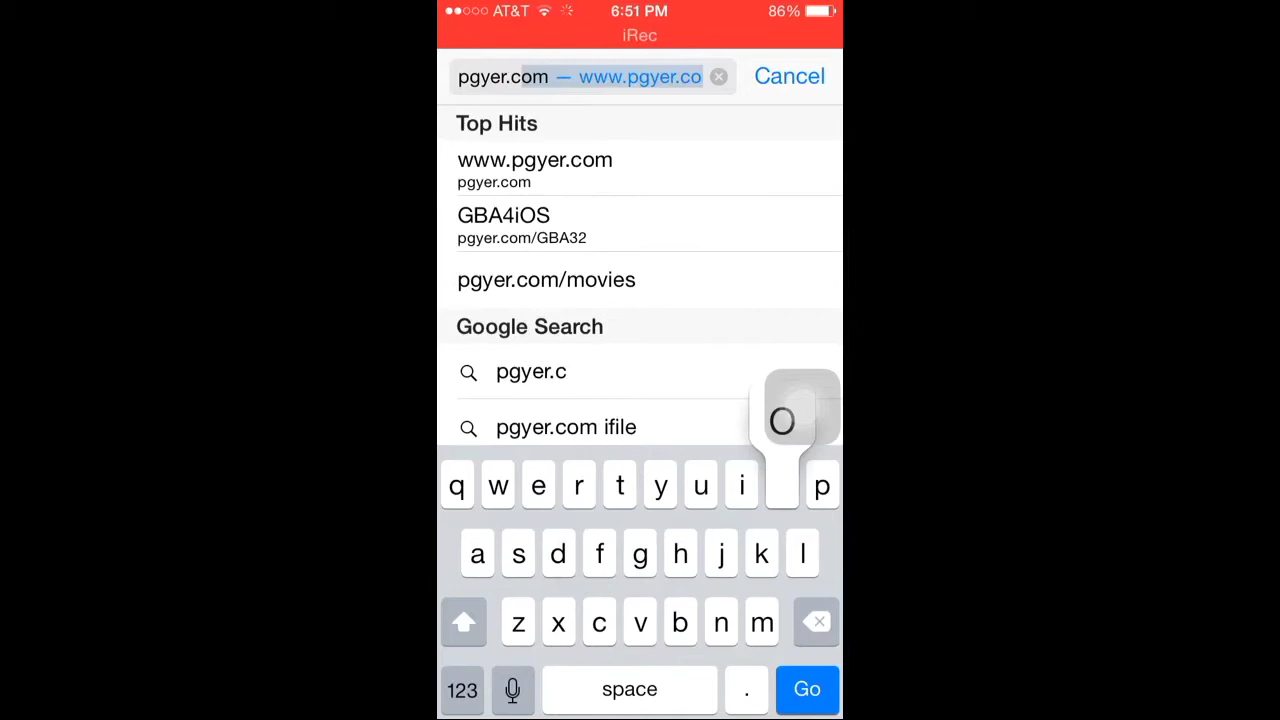 AT&T 6:51 PM 86%
iRec
pgyer.com — www.pgyer.co Cancel
Top Hits
www.pgyer.com
pgyer.com
GBA4iOS
pgyer.com/GBA32
pgyer.com/movies
Google Search
pgyer.c
pgyer.com ifile
O
q w e r t y u i p
a s d f g h j k l
z x c v b n m
123 space . Go